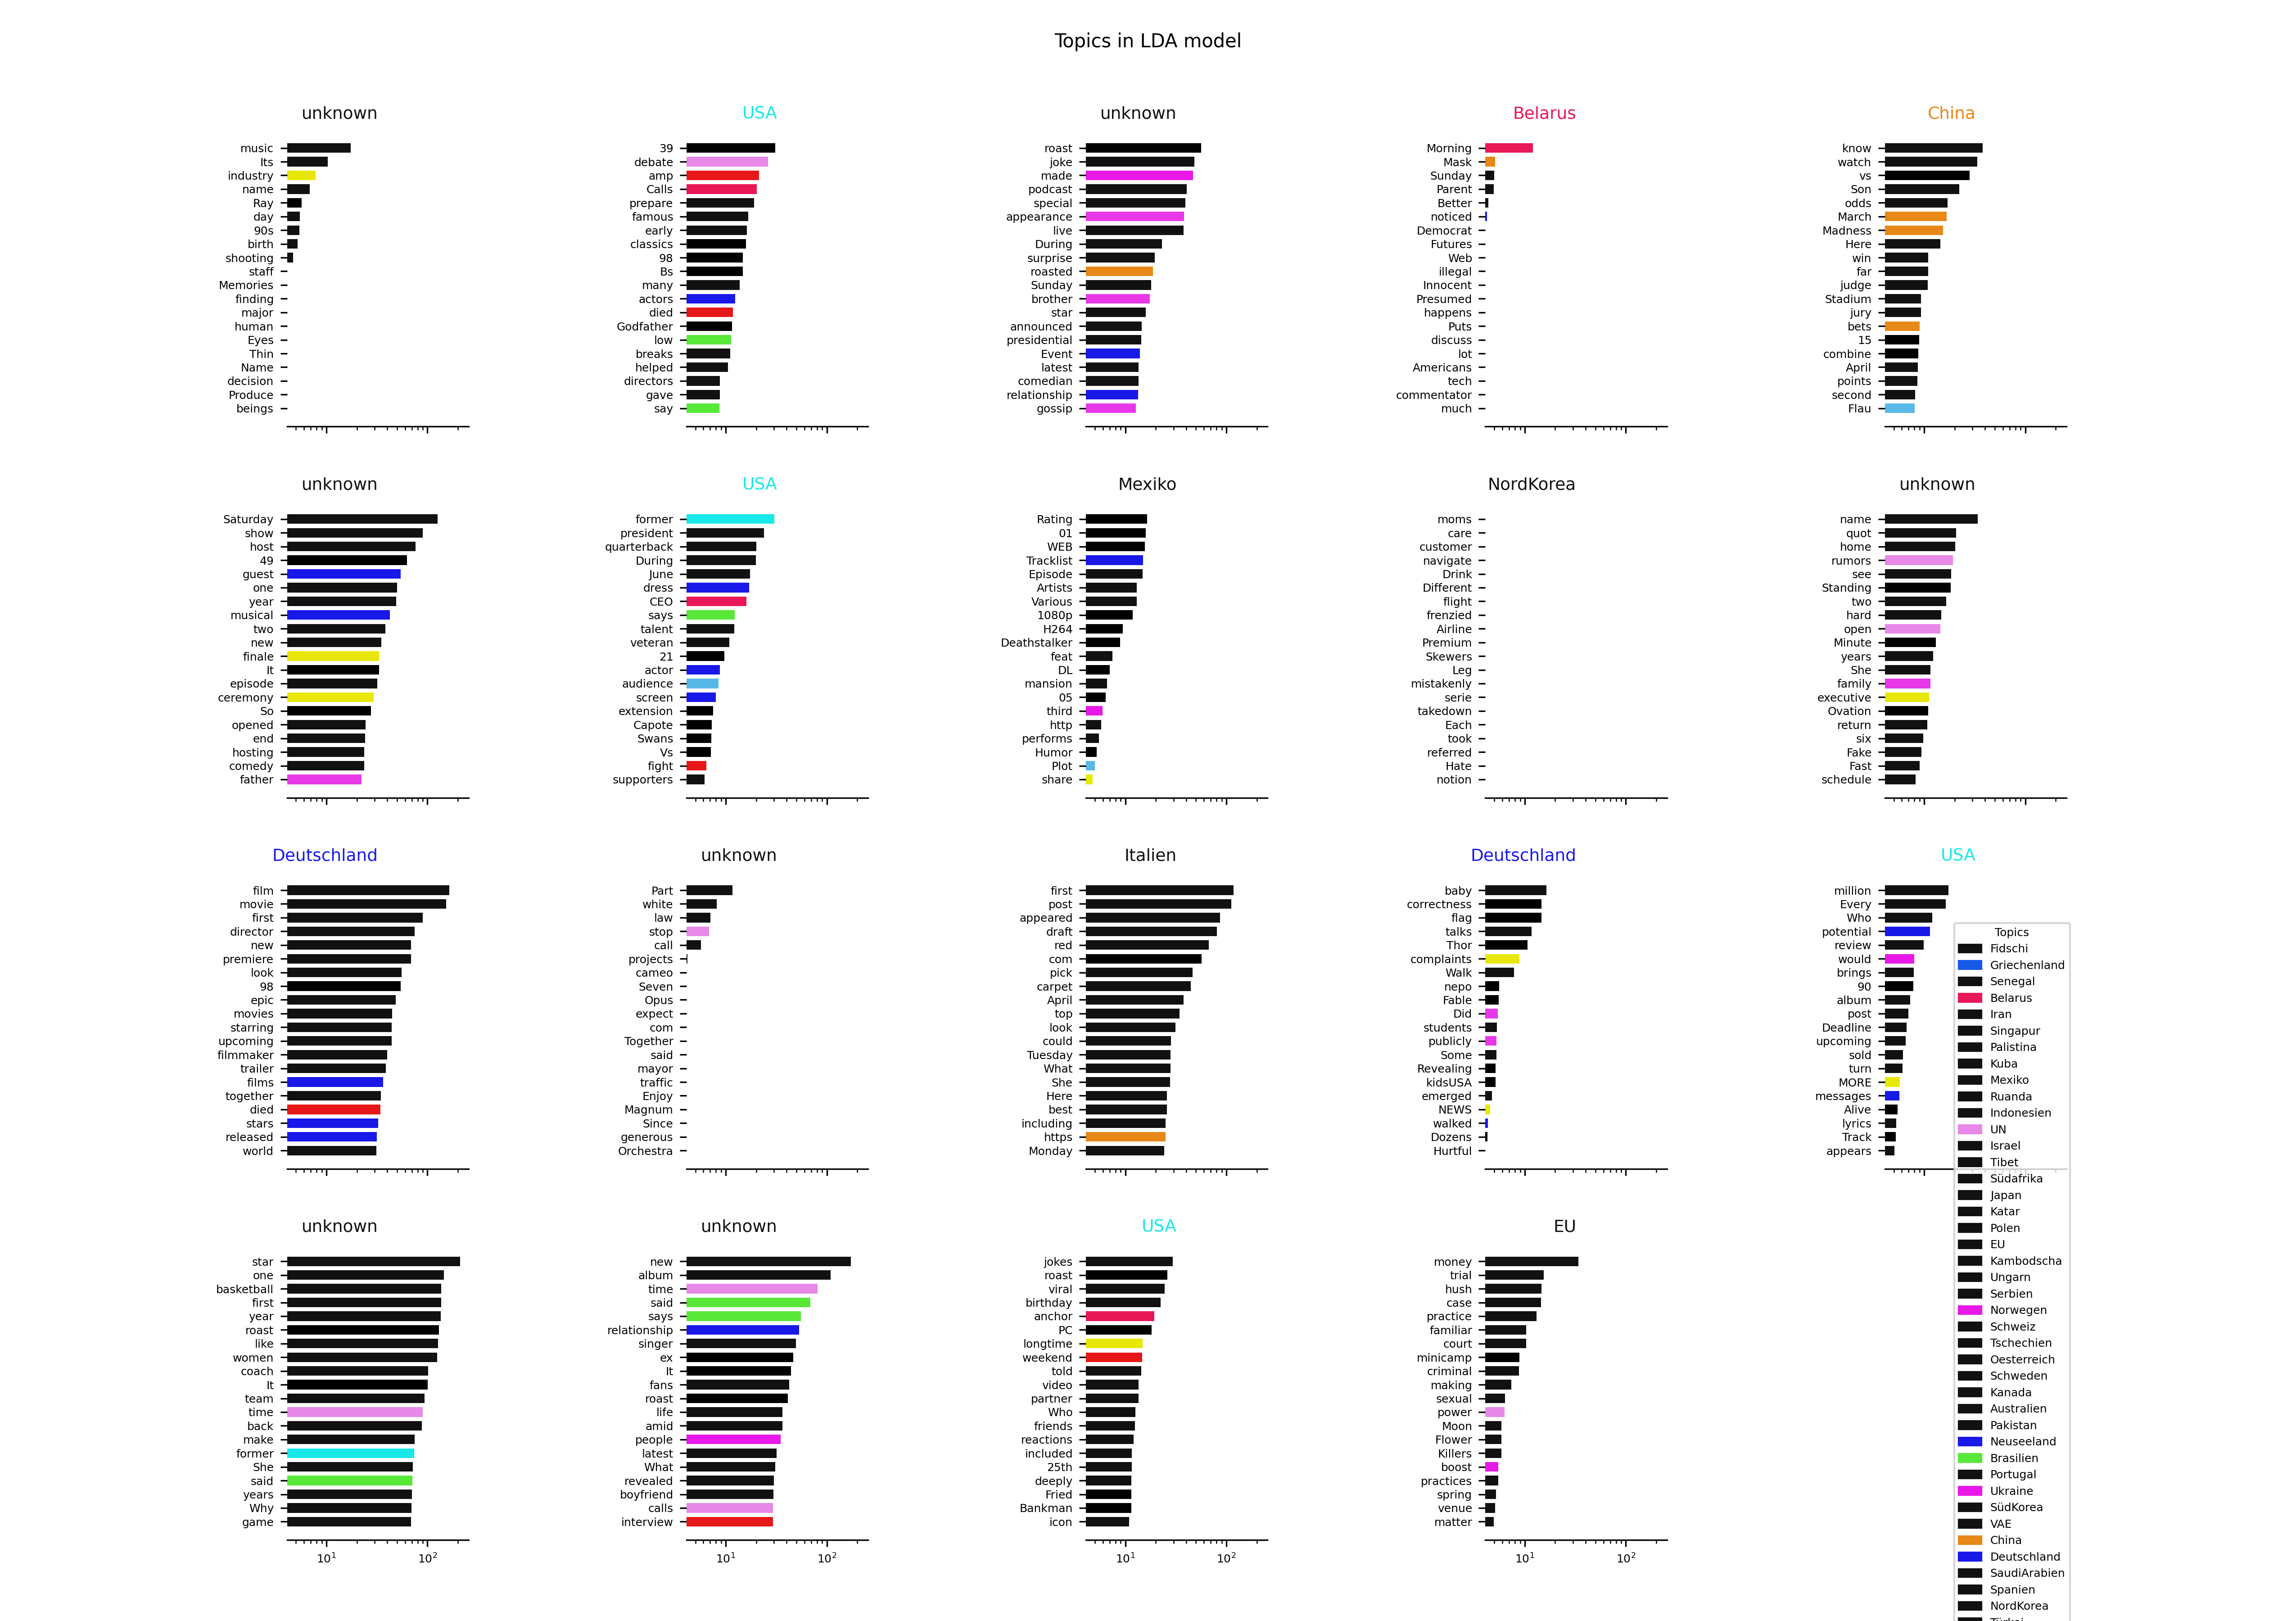 Topics in LDA model
unknown
music
Its
industry
name
Ray
day
90s
birth
shooting
staff
Memories
finding
major
human
Eyes
Thin
Name
decision
Produce
beings
USA
39
debate
amp
Calls
prepare
famous
early
classics
98
Bs
many
actors
died
Godfather
low
breaks
helped
directors
gave
say
unknown
roast
joke
made
podcast
special
appearance
live
During
surprise
roasted
Sunday
brother
star
announced
presidential
Event
latest
comedian
relationship
gossip
Belarus
Morning
Mask
Sunday
Parent
Better
noticed
Democrat
Futures
Web
illegal
Innocent
Presumed
happens
Puts
discuss
lot
Americans
tech
commentator
much
China
know
watch
vs
Son
odds
March
Madness
Here
win
far
judge
Stadium
jury
bets
15
combine
April
points
second
Flau
unknown
Saturday
show
host
49
guest
one
year
musical
two
new
finale
It
episode
ceremony
So
opened
end
hosting
comedy
father
USA
former
president
quarterback
During
June
dress
CEO
says
talent
veteran
21
actor
audience
screen
extension
Capote
Swans
Vs
fight
supporters
Mexiko
Rating
01
WEB
Tracklist
Episode
Artists
Various
1080p
H264
Deathstalker
feat
DL
mansion
05
third
http
performs
Humor
Plot
share
NordKorea
moms
care
customer
navigate
Drink
Different
flight
frenzied
Airline
Premium
Skewers
Leg
mistakenly
serie
takedown
Each
took
referred
Hate
notion
unknown
name
quot
home
rumors
see
Standing
two
hard
open
Minute
years
She
family
executive
Ovation
return
six
Fake
Fast
schedule
Deutschland
film
movie
first
director
new
premiere
look
98
epic
movies
starring
upcoming
filmmaker
trailer
films
together
died
stars
released
world
unknown
Part
white
law
stop
call
projects
cameo
Seven
Opus
expect
com
Together
said
mayor
traffic
Enjoy
Magnum
Since
generous
Orchestra
Italien
first
post
appeared
draft
red
com
pick
carpet
April
top
look
could
Tuesday
What
She
Here
best
including
https
Monday
Deutschland
baby
correctness
flag
talks
Thor
complaints
Walk
nepo
Fable
Did
students
publicly
Some
Revealing
kidsUSA
emerged
NEWS
walked
Dozens
Hurtful
USA
million
Every
Who
potential
review
would
brings
90
album
post
Deadline
upcoming
sold
turn
MORE
messages
Alive
lyrics
Track
appears
unknown
star
one
basketball
first
year
roast
like
women
coach
It
team
time
back
make
former
She
said
years
Why
game
10¹
10²
unknown
new
album
time
said
says
relationship
singer
ex
It
fans
roast
life
amid
people
latest
What
revealed
boyfriend
calls
interview
10¹
10²
USA
jokes
roast
viral
birthday
anchor
PC
longtime
weekend
told
video
partner
Who
friends
reactions
included
25th
deeply
Fried
Bankman
icon
10¹
10²
EU
money
trial
hush
case
practice
familiar
court
minicamp
criminal
making
sexual
power
Moon
Flower
Killers
boost
practices
spring
venue
matter
10¹
10²
Topics
Fidschi
Griechenland
Senegal
Belarus
Iran
Singapur
Palistina
Kuba
Mexiko
Ruanda
Indonesien
UN
Israel
Tibet
Südafrika
Japan
Katar
Polen
EU
Kambodscha
Ungarn
Serbien
Norwegen
Schweiz
Tschechien
Oesterreich
Schweden
Kanada
Australien
Pakistan
Neuseeland
Brasilien
Portugal
Ukraine
SüdKorea
VAE
China
Deutschland
SaudiArabien
Spanien
NordKorea